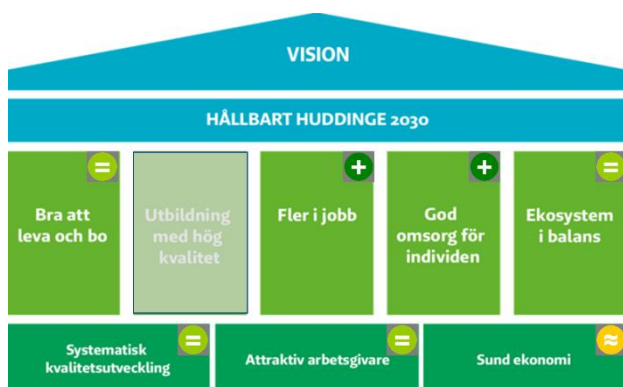 VISION
HÅLLBART HUDDINGE 2030
=
Bra att
leva och bo
Utbildning
med hög
kvalitet
+
Fler i jobb
+
God
omsorg för
individen
=
Ekosystem
i balans
=
Systematisk
kvalitetsutveckling
=
Attraktiv arbetsgivare
≈
Sund ekonomi